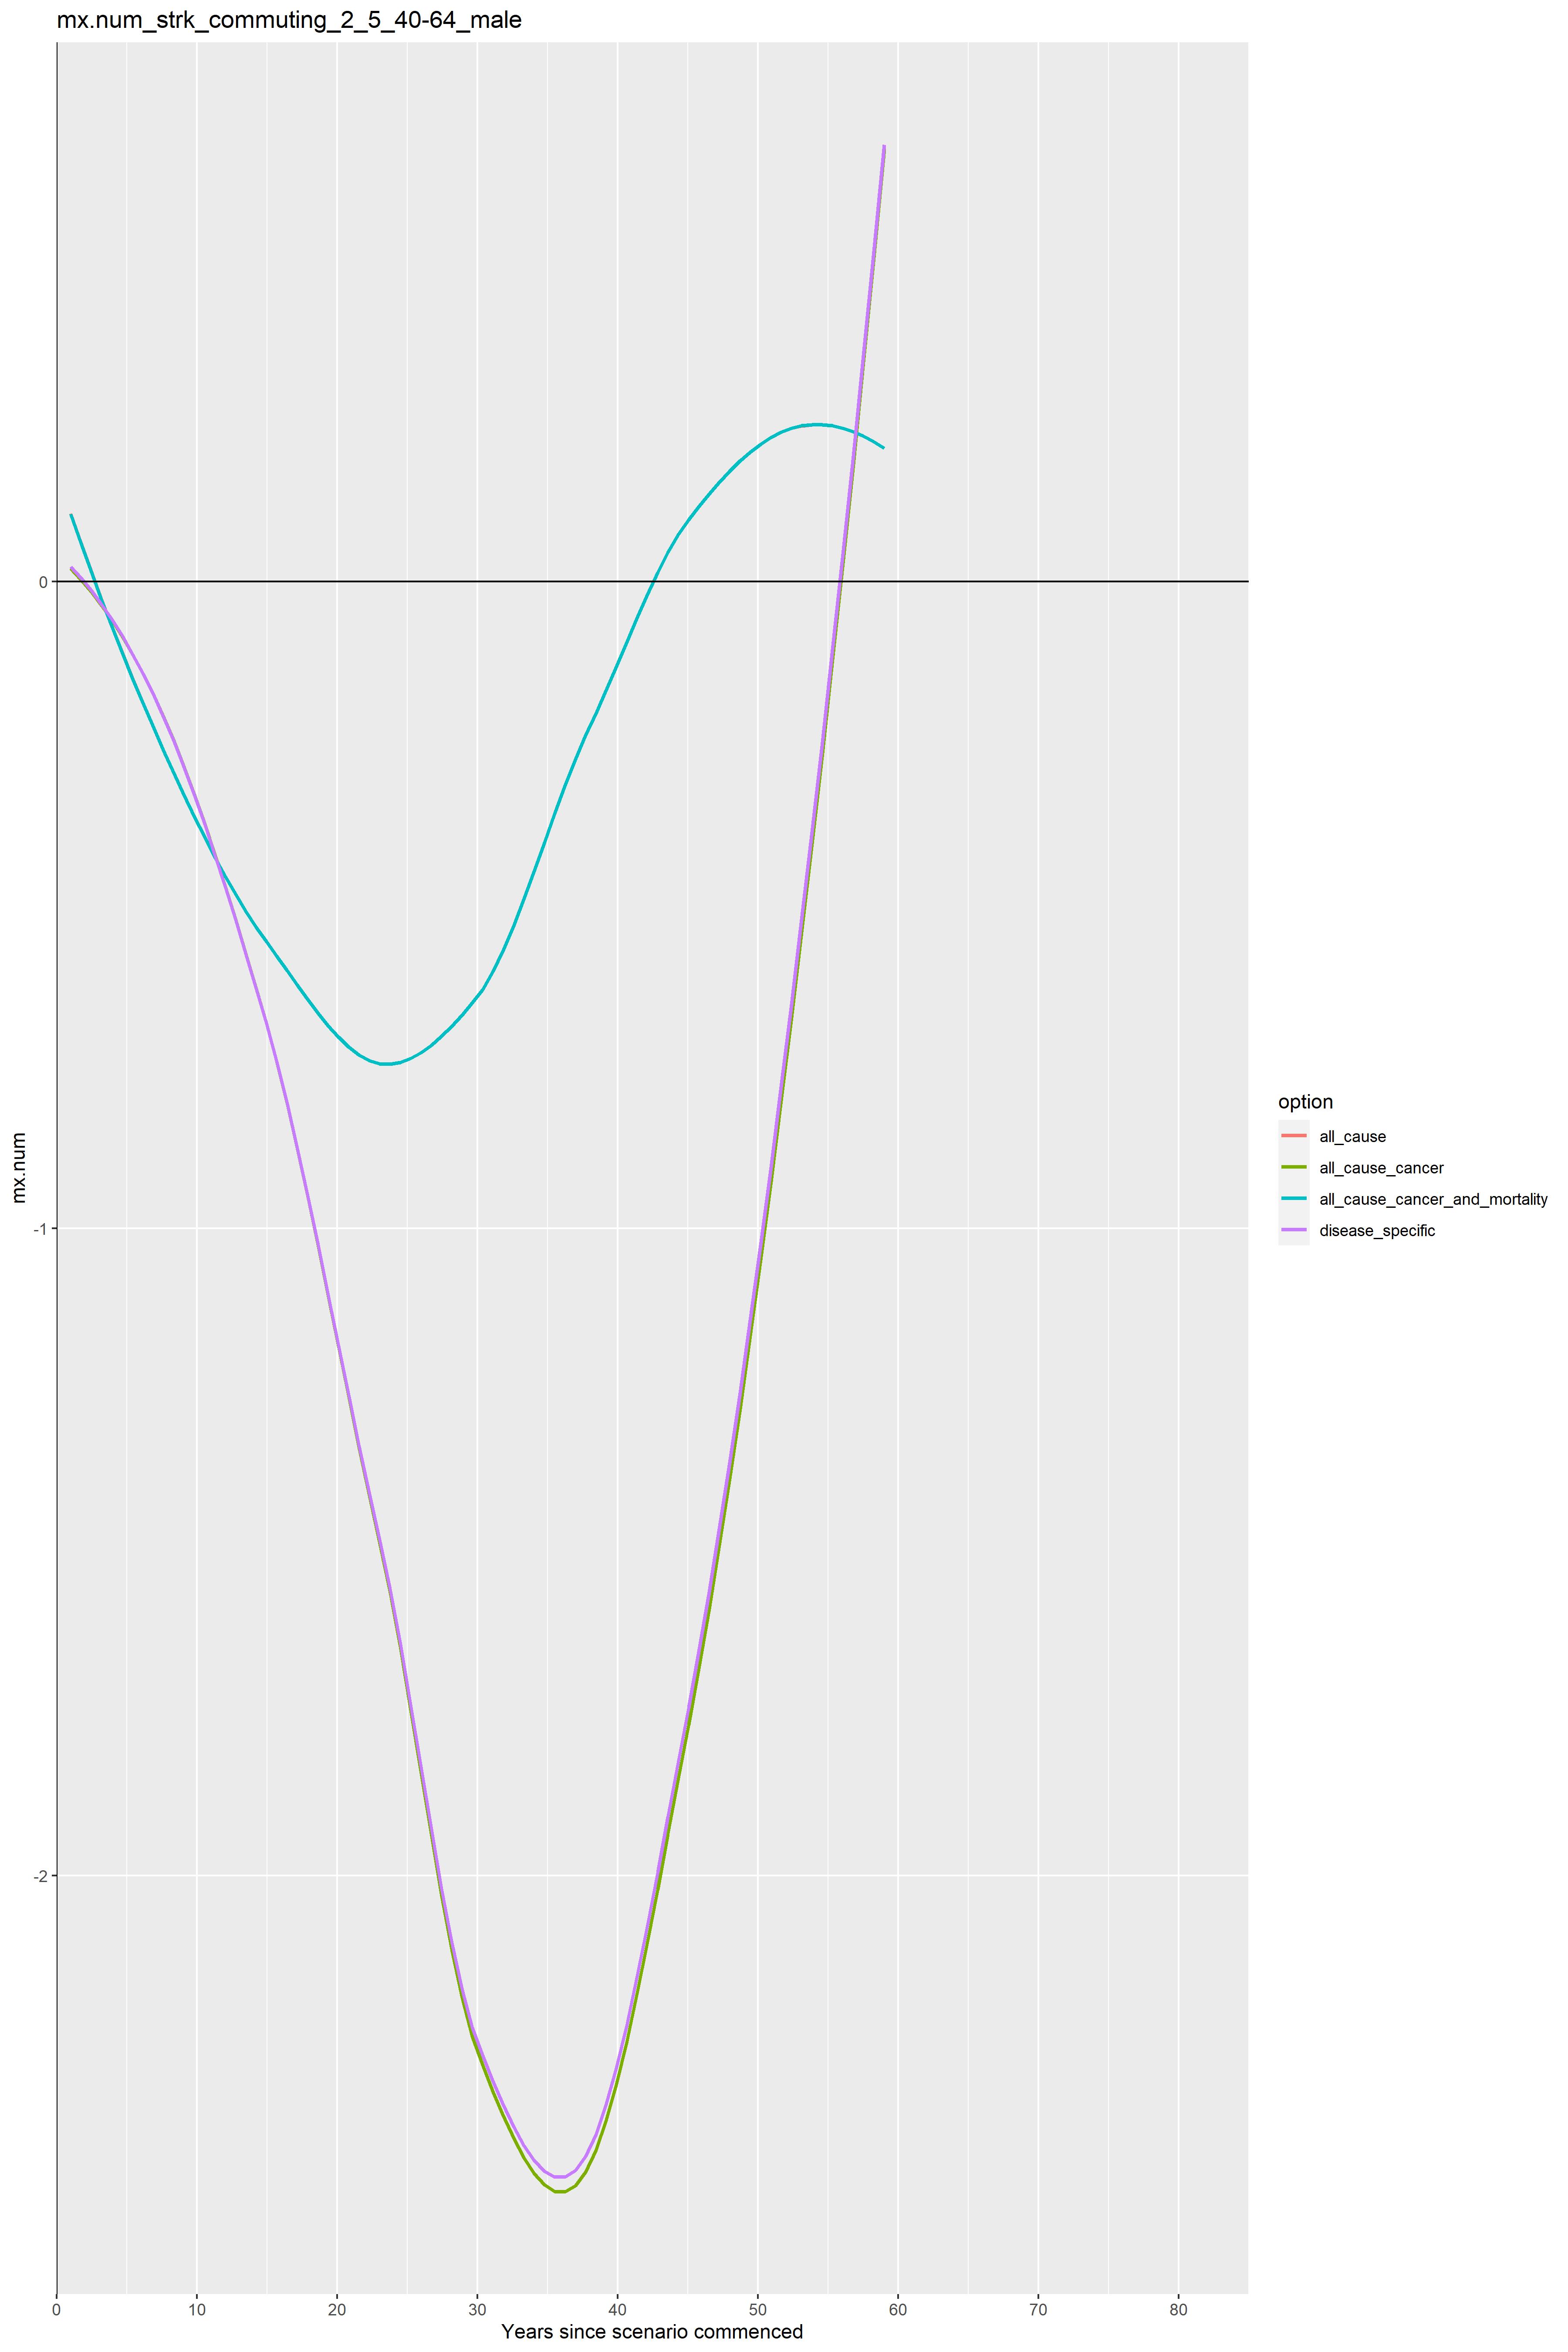 mx.num_strk_commuting_2_5_40-64_male
mx.num
0
-1
-2
0
10
20
30
40
50
60
70
80
Years since scenario commenced
option
all_cause
all_cause_cancer
all_cause_cancer_and_mortality
disease_specific